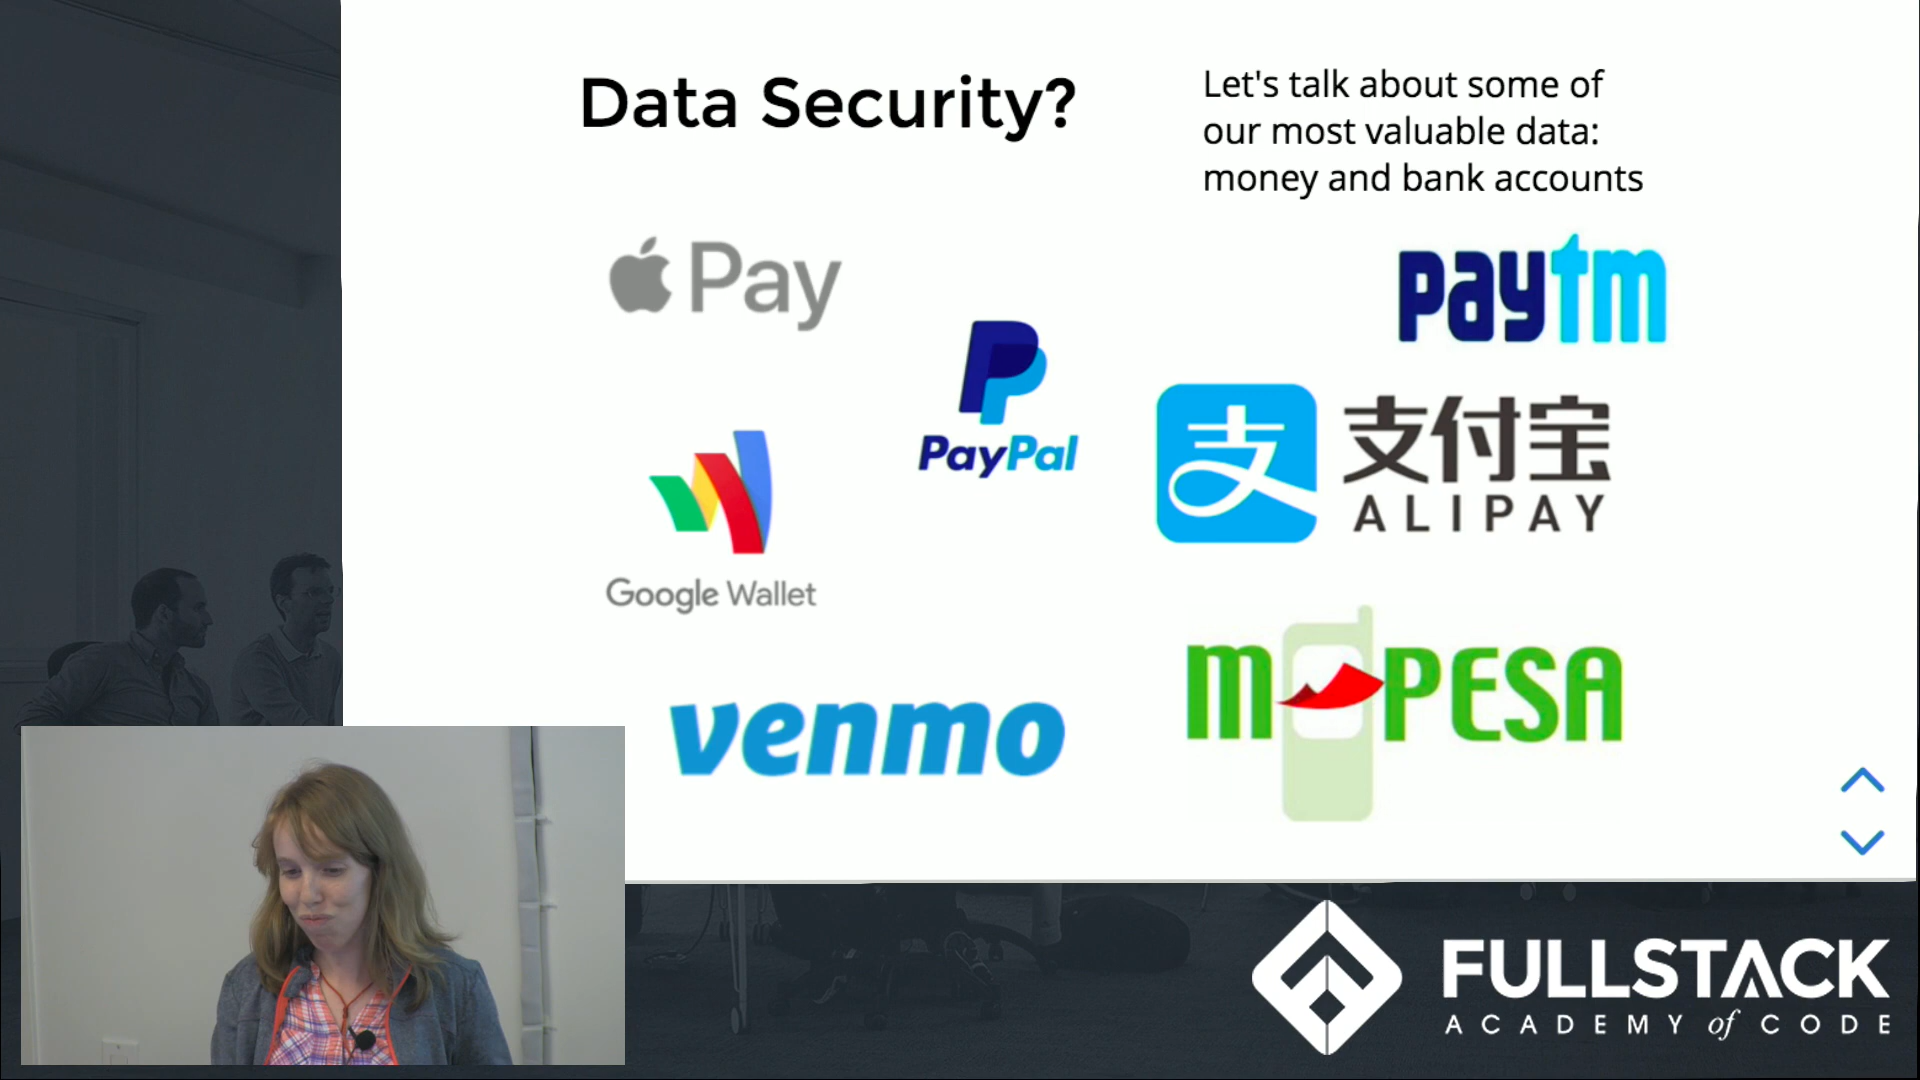 Data Security?
Let's talk about some of
our most valuable data:
money and bank accounts
Pay
paytm
PayPal
支
支付宝
ALIPAY
Google Wallet
venmo
M PESA
FULLSTACK
ACADEMY of CODE